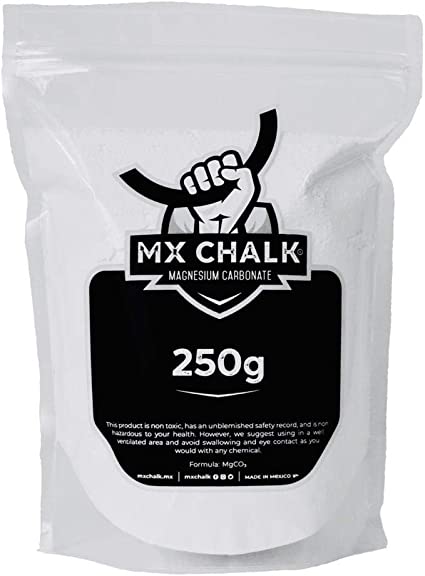 MX CHALK©
MAGNESIUM CARBONATE
250g
This product is non toxic, has an unblemished safety record, and is non
hazardous to your health. However, we suggest using in a well
ventilated area and avoid swallowing and eye contact as you
would with any chemical.
Formula: MgCO₃
mxchalk.mx mxchalk MADE IN MEXICO